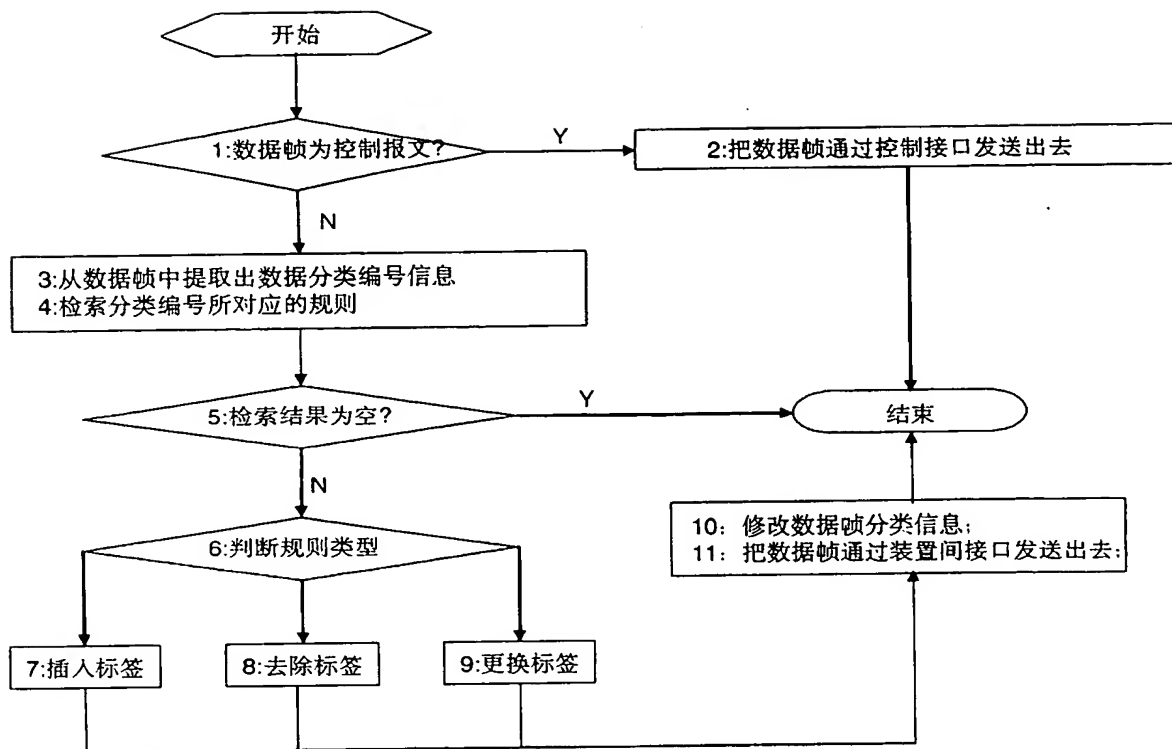 开始
1:数据帧为控制报文?
Y
2:把数据帧通过控制接口发送出去
N
3:从数据帧中提取出数据分类编号信息
4:检索分类编号所对应的规则
5:检索结果为空?
Y
结束
N
6:判断规则类型
10: 修改数据帧分类信息;
11: 把数据帧通过装置间接口发送出去;
7:插入标签
8:去除标签
9:更换标签